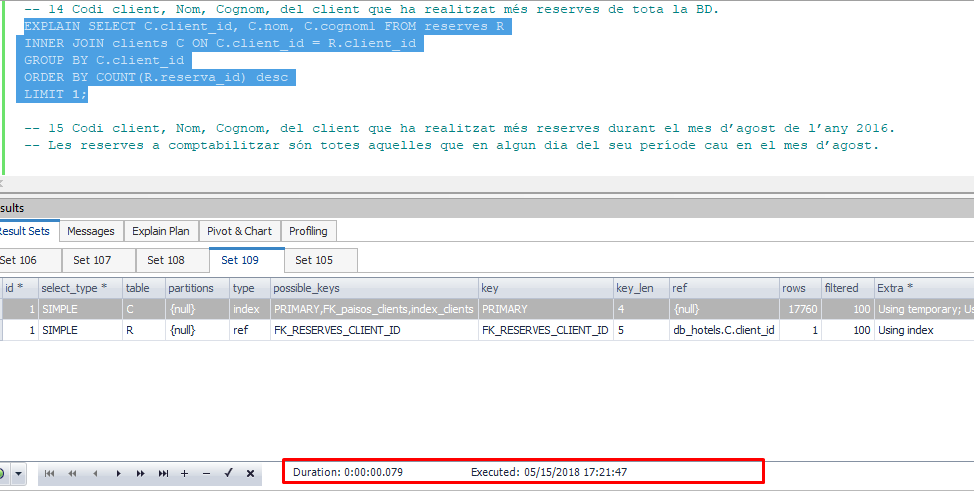 -- 14 Codi client, Nom, Cognom, del client que ha realitzat més reserves de tota la BD.
EXPLAIN SELECT C.client_id, C.nom, C.cognom1 FROM reserves R
INNER JOIN clients C ON C.client_id = R.client_id
GROUP BY C.client_id
ORDER BY COUNT(R.reserva_id) desc
LIMIT 1;
-- 15 Codi client, Nom, Cognom, del client que ha realitzat més reserves durant el mes d’agost de l’any 2016.
-- Les reserves a comptabilitzar són totes aquelles que en algun dia del seu període cau en el mes d’agost.
sults
Result Sets Messages Explain Plan Pivot & Chart Profiling
Set 106 Set 107 Set 108 Set 109 Set 105
id * select_type * table partitions type possible_keys key key_len ref rows filtered Extra *
1 SIMPLE C {null} index PRIMARY,FK_paisos_clients,index_clients PRIMARY 4 {null} 17760 100 Using temporary; Us
1 SIMPLE R {null} ref FK_RESERVES_CLIENT_ID FK_RESERVES_CLIENT_ID 5 db_hotels.C.client_id 1 100 Using index
Duration: 0:00:00.079 Executed: 05/15/2018 17:21:47